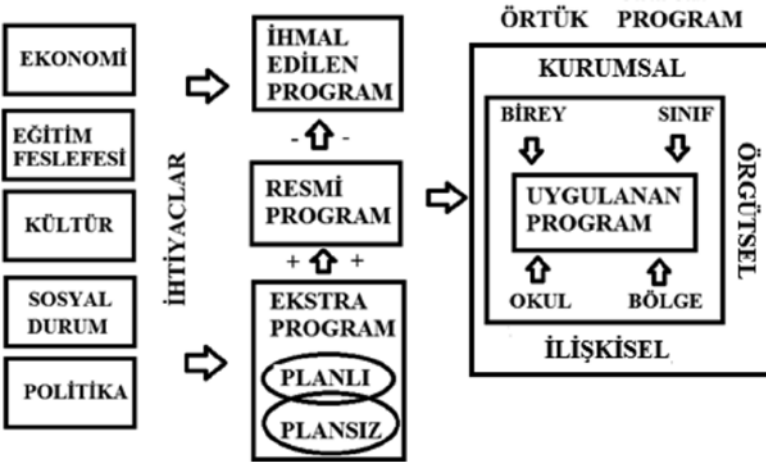 EKONOMİ
EĞİTİM
FESLEFESİ
KÜLTÜR
SOSYAL
DURUM
POLİTİKA
İHTİYAÇLAR
İHMAL
EDİLEN
PROGRAM
- -
RESMİ
PROGRAM
+ +
EKSTRA
PROGRAM
PLANLI
PLANSIZ
ÖRTÜK PROGRAM
KURUMSAL
BİREY SINIF
UYGULANAN
PROGRAM
OKUL BÖLGE
İLİŞKİSEL
ÖRGÜTSEL